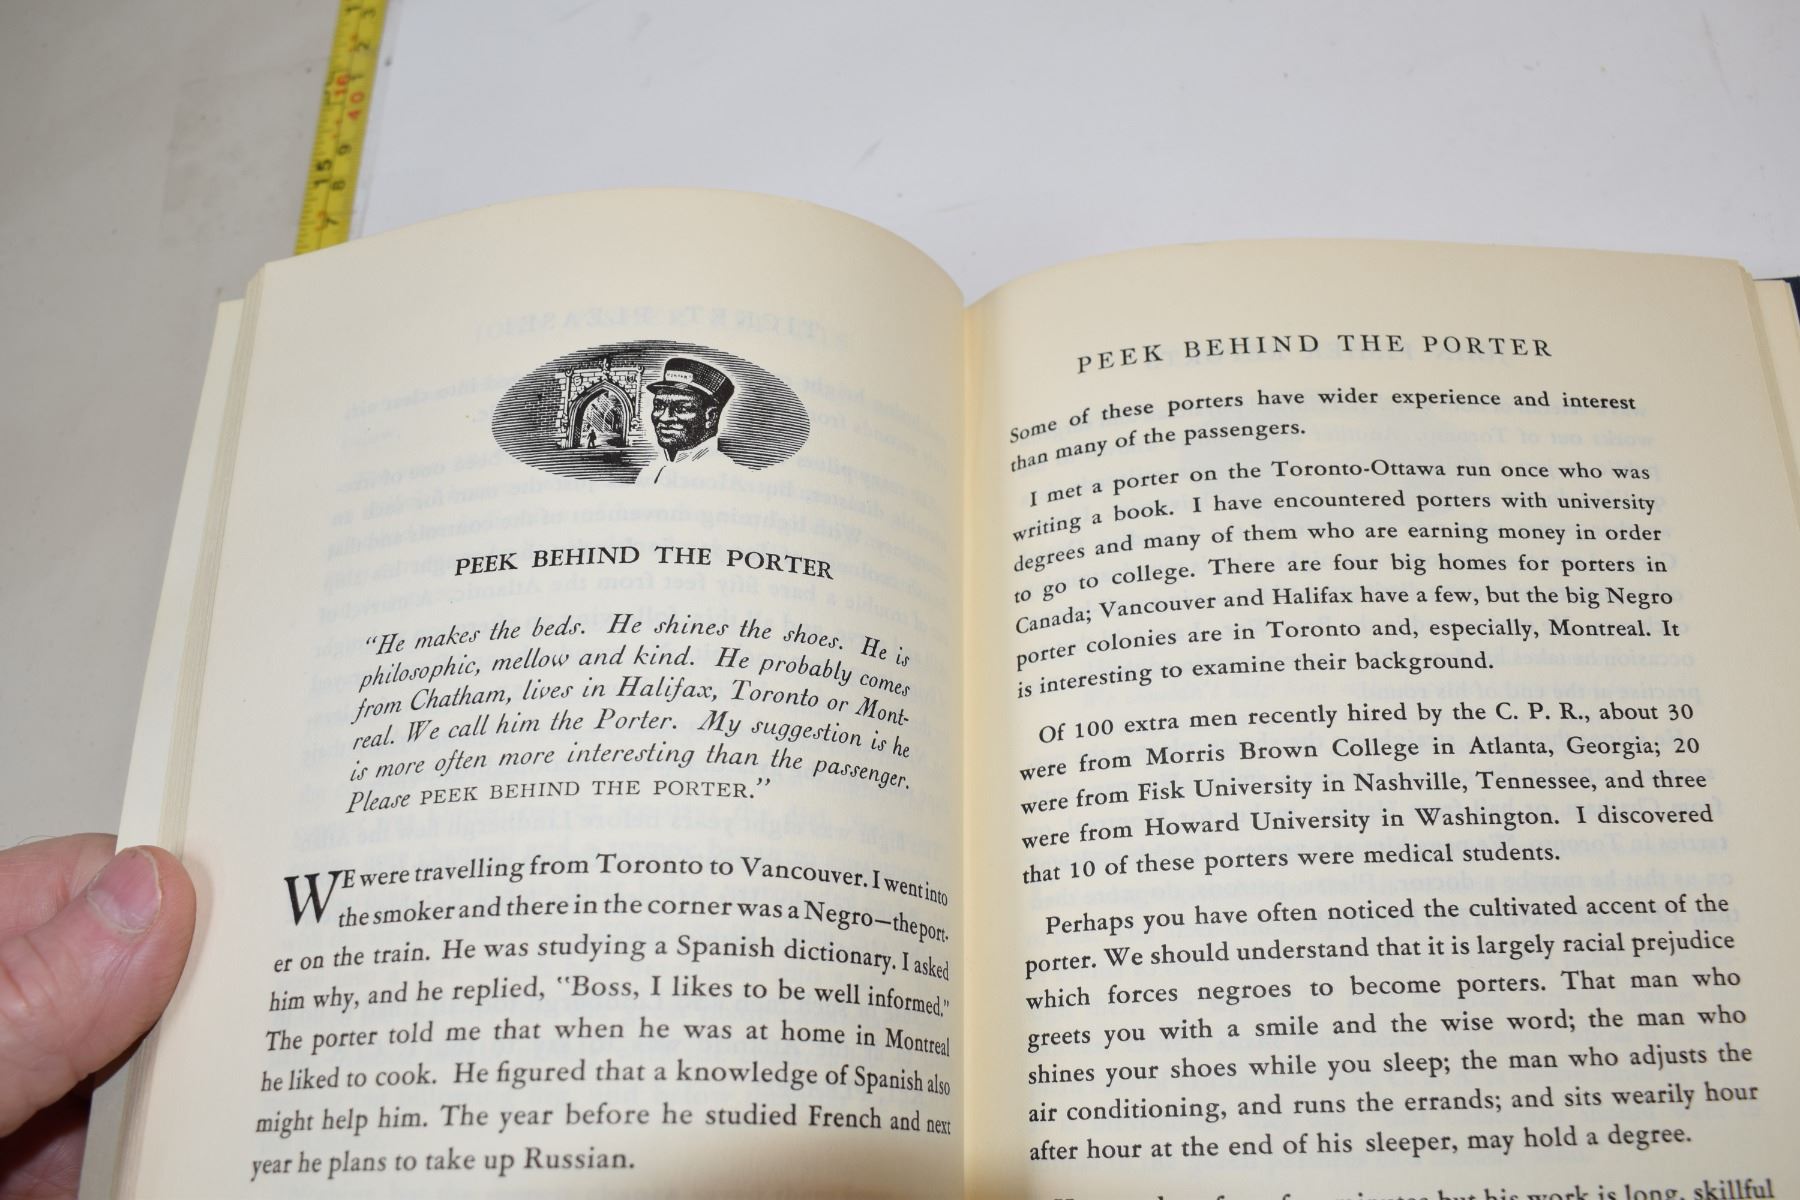 PEEK BEHIND THE PORTER
"He makes the beds. He shines the shoes. He is
philosophic, mellow and kind. He probably comes
from Chatham, lives in Halifax, Toronto or Mont-
real. We call him the Porter. My suggestion is he
is more often more interesting than the passenger.
Please PEEK BEHIND THE PORTER."
WE were travelling from Toronto to Vancouver. I went into
the smoker and there in the corner was a Negro—the port-
er on the train. He was studying a Spanish dictionary. I asked
him why, and he replied, "Boss, I likes to be well informed."
The porter told me that when he was at home in Montreal
he liked to cook. He figured that a knowledge of Spanish also
might help him. The year before he studied French and next
year he plans to take up Russian.
PEEK BEHIND THE PORTER
Some of these porters have wider experience and interest
than many of the passengers.
I met a porter on the Toronto-Ottawa run once who was
writing a book. I have encountered porters with university
degrees and many of them who are earning money in order
to go to college. There are four big homes for porters in
Canada; Vancouver and Halifax have a few, but the big Negro
porter colonies are in Toronto and, especially, Montreal. It
is interesting to examine their background.
Of 100 extra men recently hired by the C. P. R., about 30
were from Morris Brown College in Atlanta, Georgia; 20
were from Fisk University in Nashville, Tennessee, and three
were from Howard University in Washington. I discovered
that 10 of these porters were medical students.
Perhaps you have often noticed the cultivated accent of the
porter. We should understand that it is largely racial prejudice
which forces negroes to become porters. That man who
greets you with a smile and the wise word; the man who
shines your shoes while you sleep; the man who adjusts the
air conditioning, and runs the errands; and sits wearily hour
after hour at the end of his sleeper, may hold a degree.
but his work is long, skillful